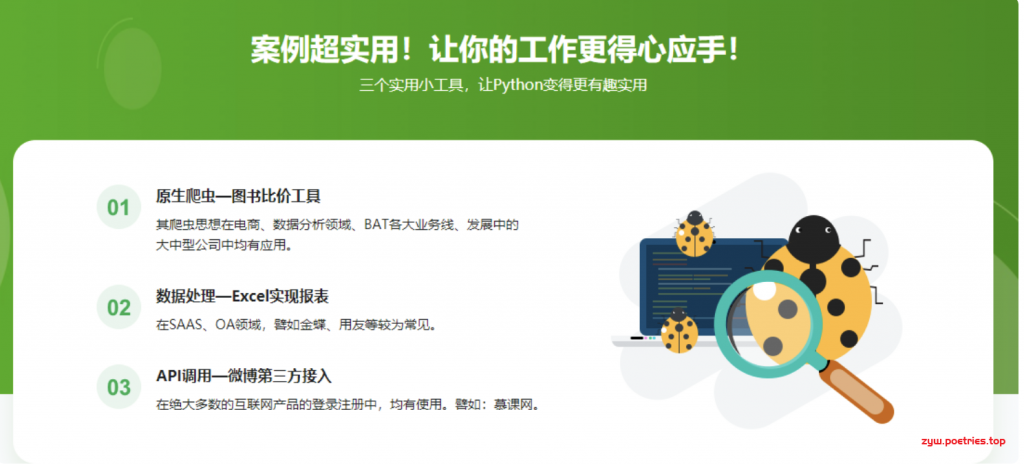 案例超实用！让你的工作更得心应手！
三个实用小工具，让Python变得更有趣实用
01
原生爬虫—图书比价工具
其爬虫思想在电商、数据分析领域、BAT各大业务线、发展中的
大中型公司中均有应用。
02
数据处理—Excel实现报表
在SAAS、OA领域，譬如金蝶、用友等较为常见。
03
API调用—微博第三方接入
在绝大多数的互联网产品的登录注册中，均有使用。譬如：慕课网。
zyw.poetries.top